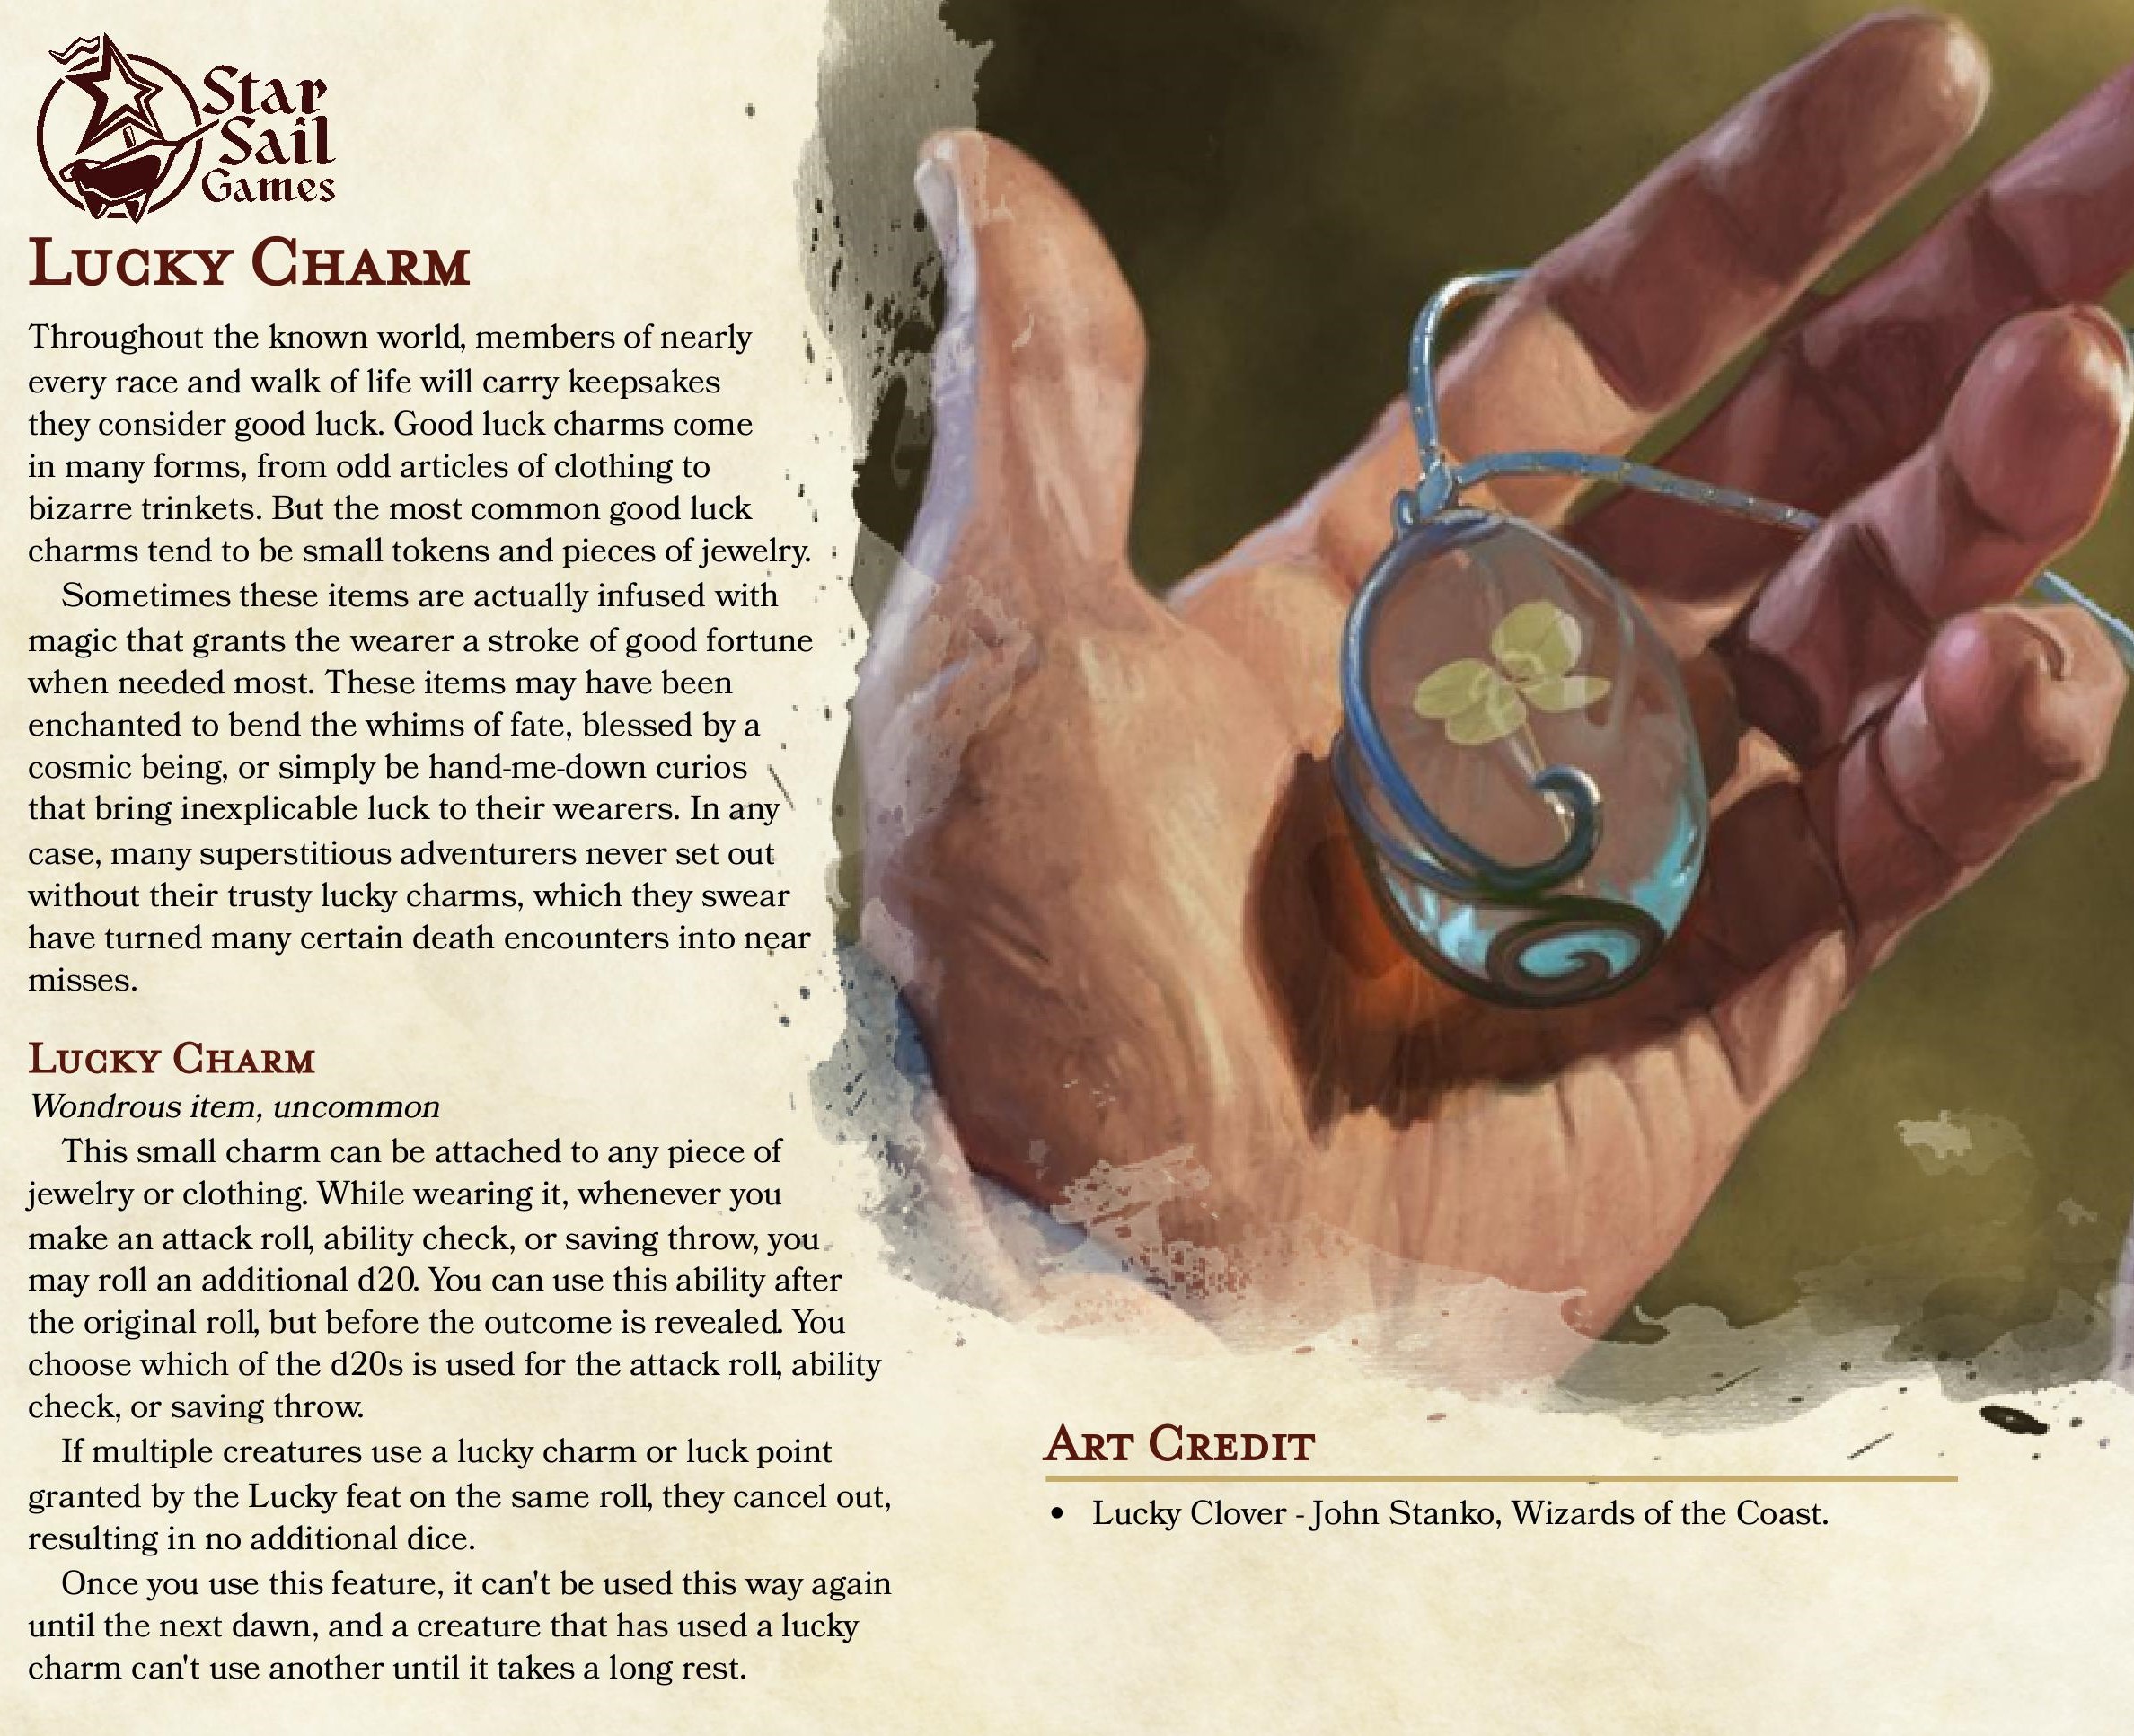 Star
Sail
Games
Lucky Charm
Throughout the known world, members of nearly
every race and walk of life will carry keepsakes
they consider good luck. Good luck charms come
in many forms, from odd articles of clothing to
bizarre trinkets. But the most common good luck
charms tend to be small tokens and pieces of jewelry.
Sometimes these items are actually infused with
magic that grants the wearer a stroke of good fortune
when needed most. These items may have been
enchanted to bend the whims of fate, blessed by a
cosmic being, or simply be hand-me-down curios
that bring inexplicable luck to their wearers. In any
case, many superstitious adventurers never set out
without their trusty lucky charms, which they swear
have turned many certain death encounters into near
misses.
Lucky Charm
Wondrous item, uncommon
This small charm can be attached to any piece of
jewelry or clothing. While wearing it, whenever you
make an attack roll, ability check, or saving throw, you
may roll an additional d20. You can use this ability after
the original roll, but before the outcome is revealed. You
choose which of the d20s is used for the attack roll, ability
check, or saving throw.
If multiple creatures use a lucky charm or luck point
granted by the Lucky feat on the same roll, they cancel out,
resulting in no additional dice.
Once you use this feature, it can't be used this way again
until the next dawn, and a creature that has used a lucky
charm can't use another until it takes a long rest.
Art Credit
• Lucky Clover - John Stanko, Wizards of the Coast.